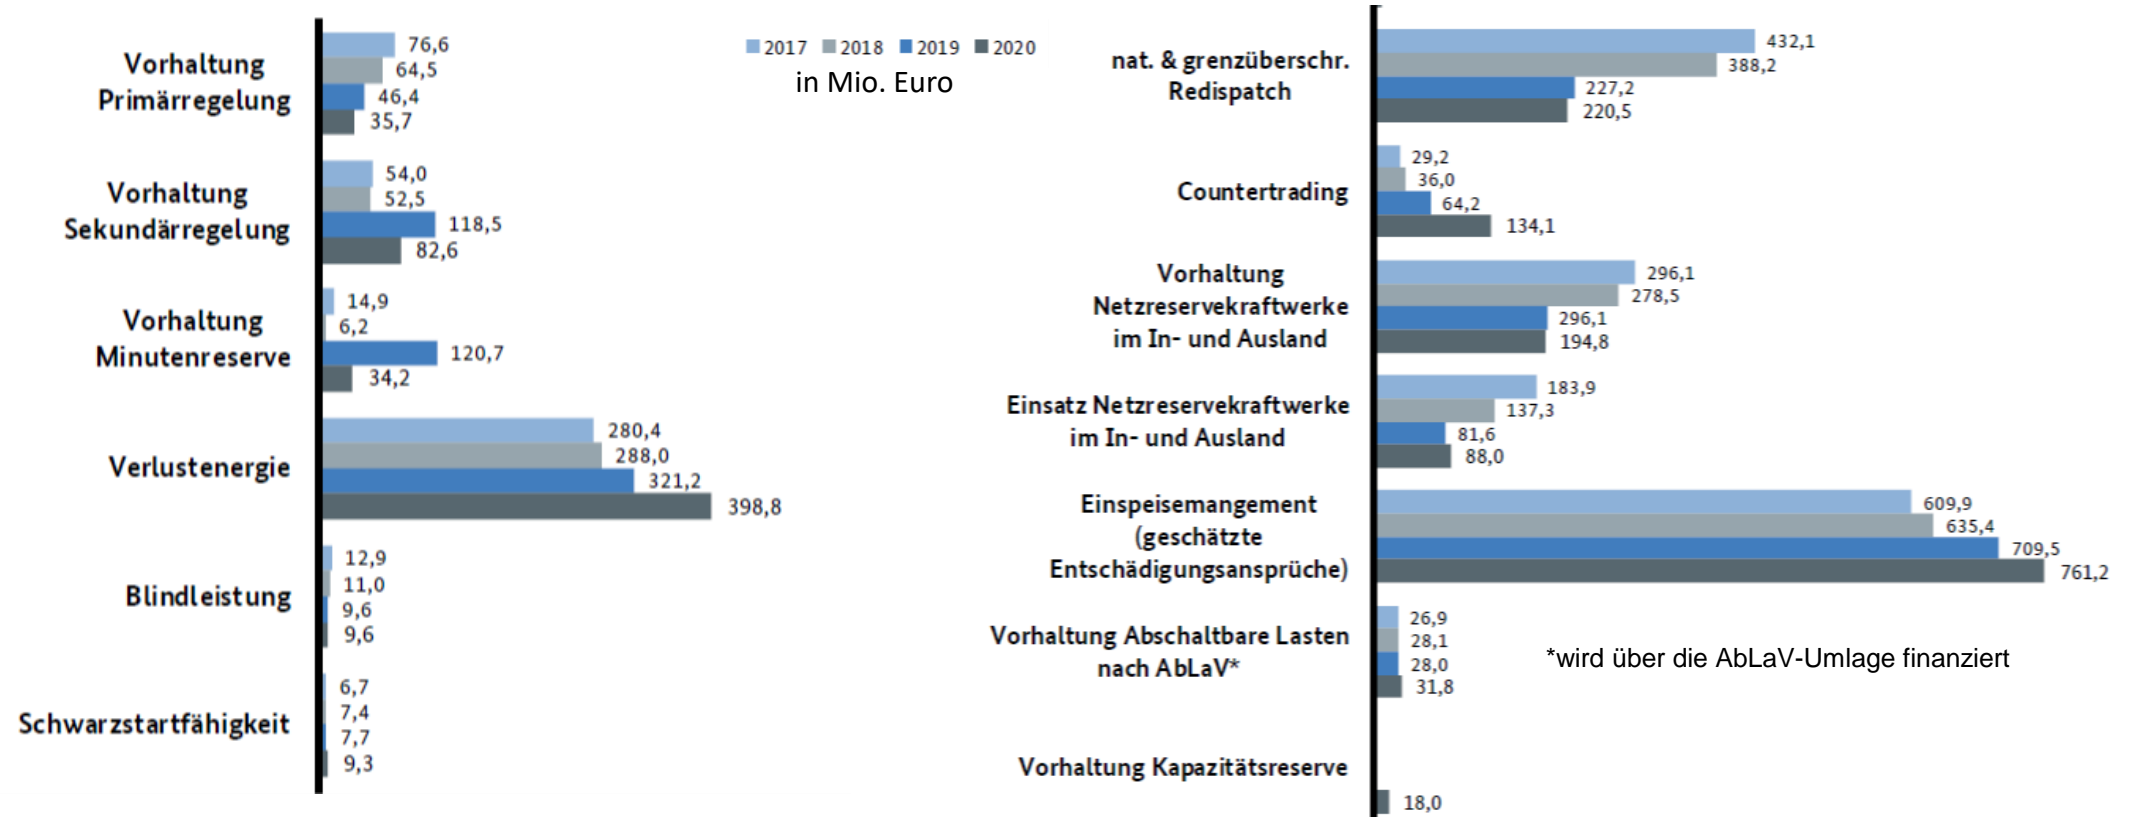 2017 2018 2019 2020
in Mio. Euro
Vorhaltung
Primärregelung
76,6
64,5
46,4
35,7
Vorhaltung
Sekundärregelung
54,0
52,5
118,5
82,6
Vorhaltung
Minutenreserve
14,9
6,2
120,7
34,2
Verlustenergie
280,4
288,0
321,2
398,8
Blindleistung
12,9
11,0
9,6
9,6
Schwarzstartfähigkeit
6,7
7,4
7,7
9,3
nat. & grenzüberschr.
Redispatch
432,1
388,2
227,2
220,5
Countertrading
29,2
36,0
64,2
134,1
Vorhaltung
Netzreservekraftwerke
im In- und Ausland
296,1
278,5
296,1
194,8
Einsatz Netzreservekraftwerke
im In- und Ausland
183,9
137,3
81,6
88,0
Einspeisemangement
(geschätzte
Entschädigungsansprüche)
609,9
635,4
709,5
761,2
Vorhaltung Abschaltbare Lasten
nach AbLaV*
26,9
28,1
28,0
31,8
*wird über die AbLaV-Umlage finanziert
Vorhaltung Kapazitätsreserve
18,0